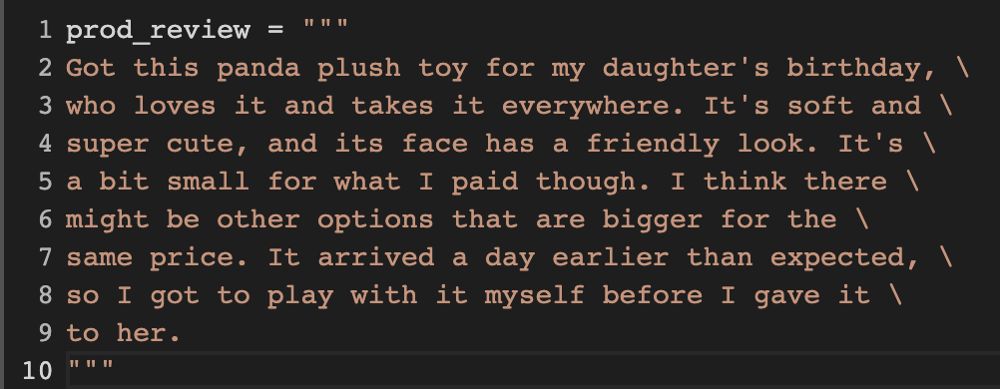 1 prod_review = """
2 Got this panda plush toy for my daughter's birthday, \
3 who loves it and takes it everywhere. It's soft and \
4 super cute, and its face has a friendly look. It's \
5 a bit small for what I paid though. I think there \
6 might be other options that are bigger for the \
7 same price. It arrived a day earlier than expected, \
8 so I got to play with it myself before I gave it \
9 to her.
10 """